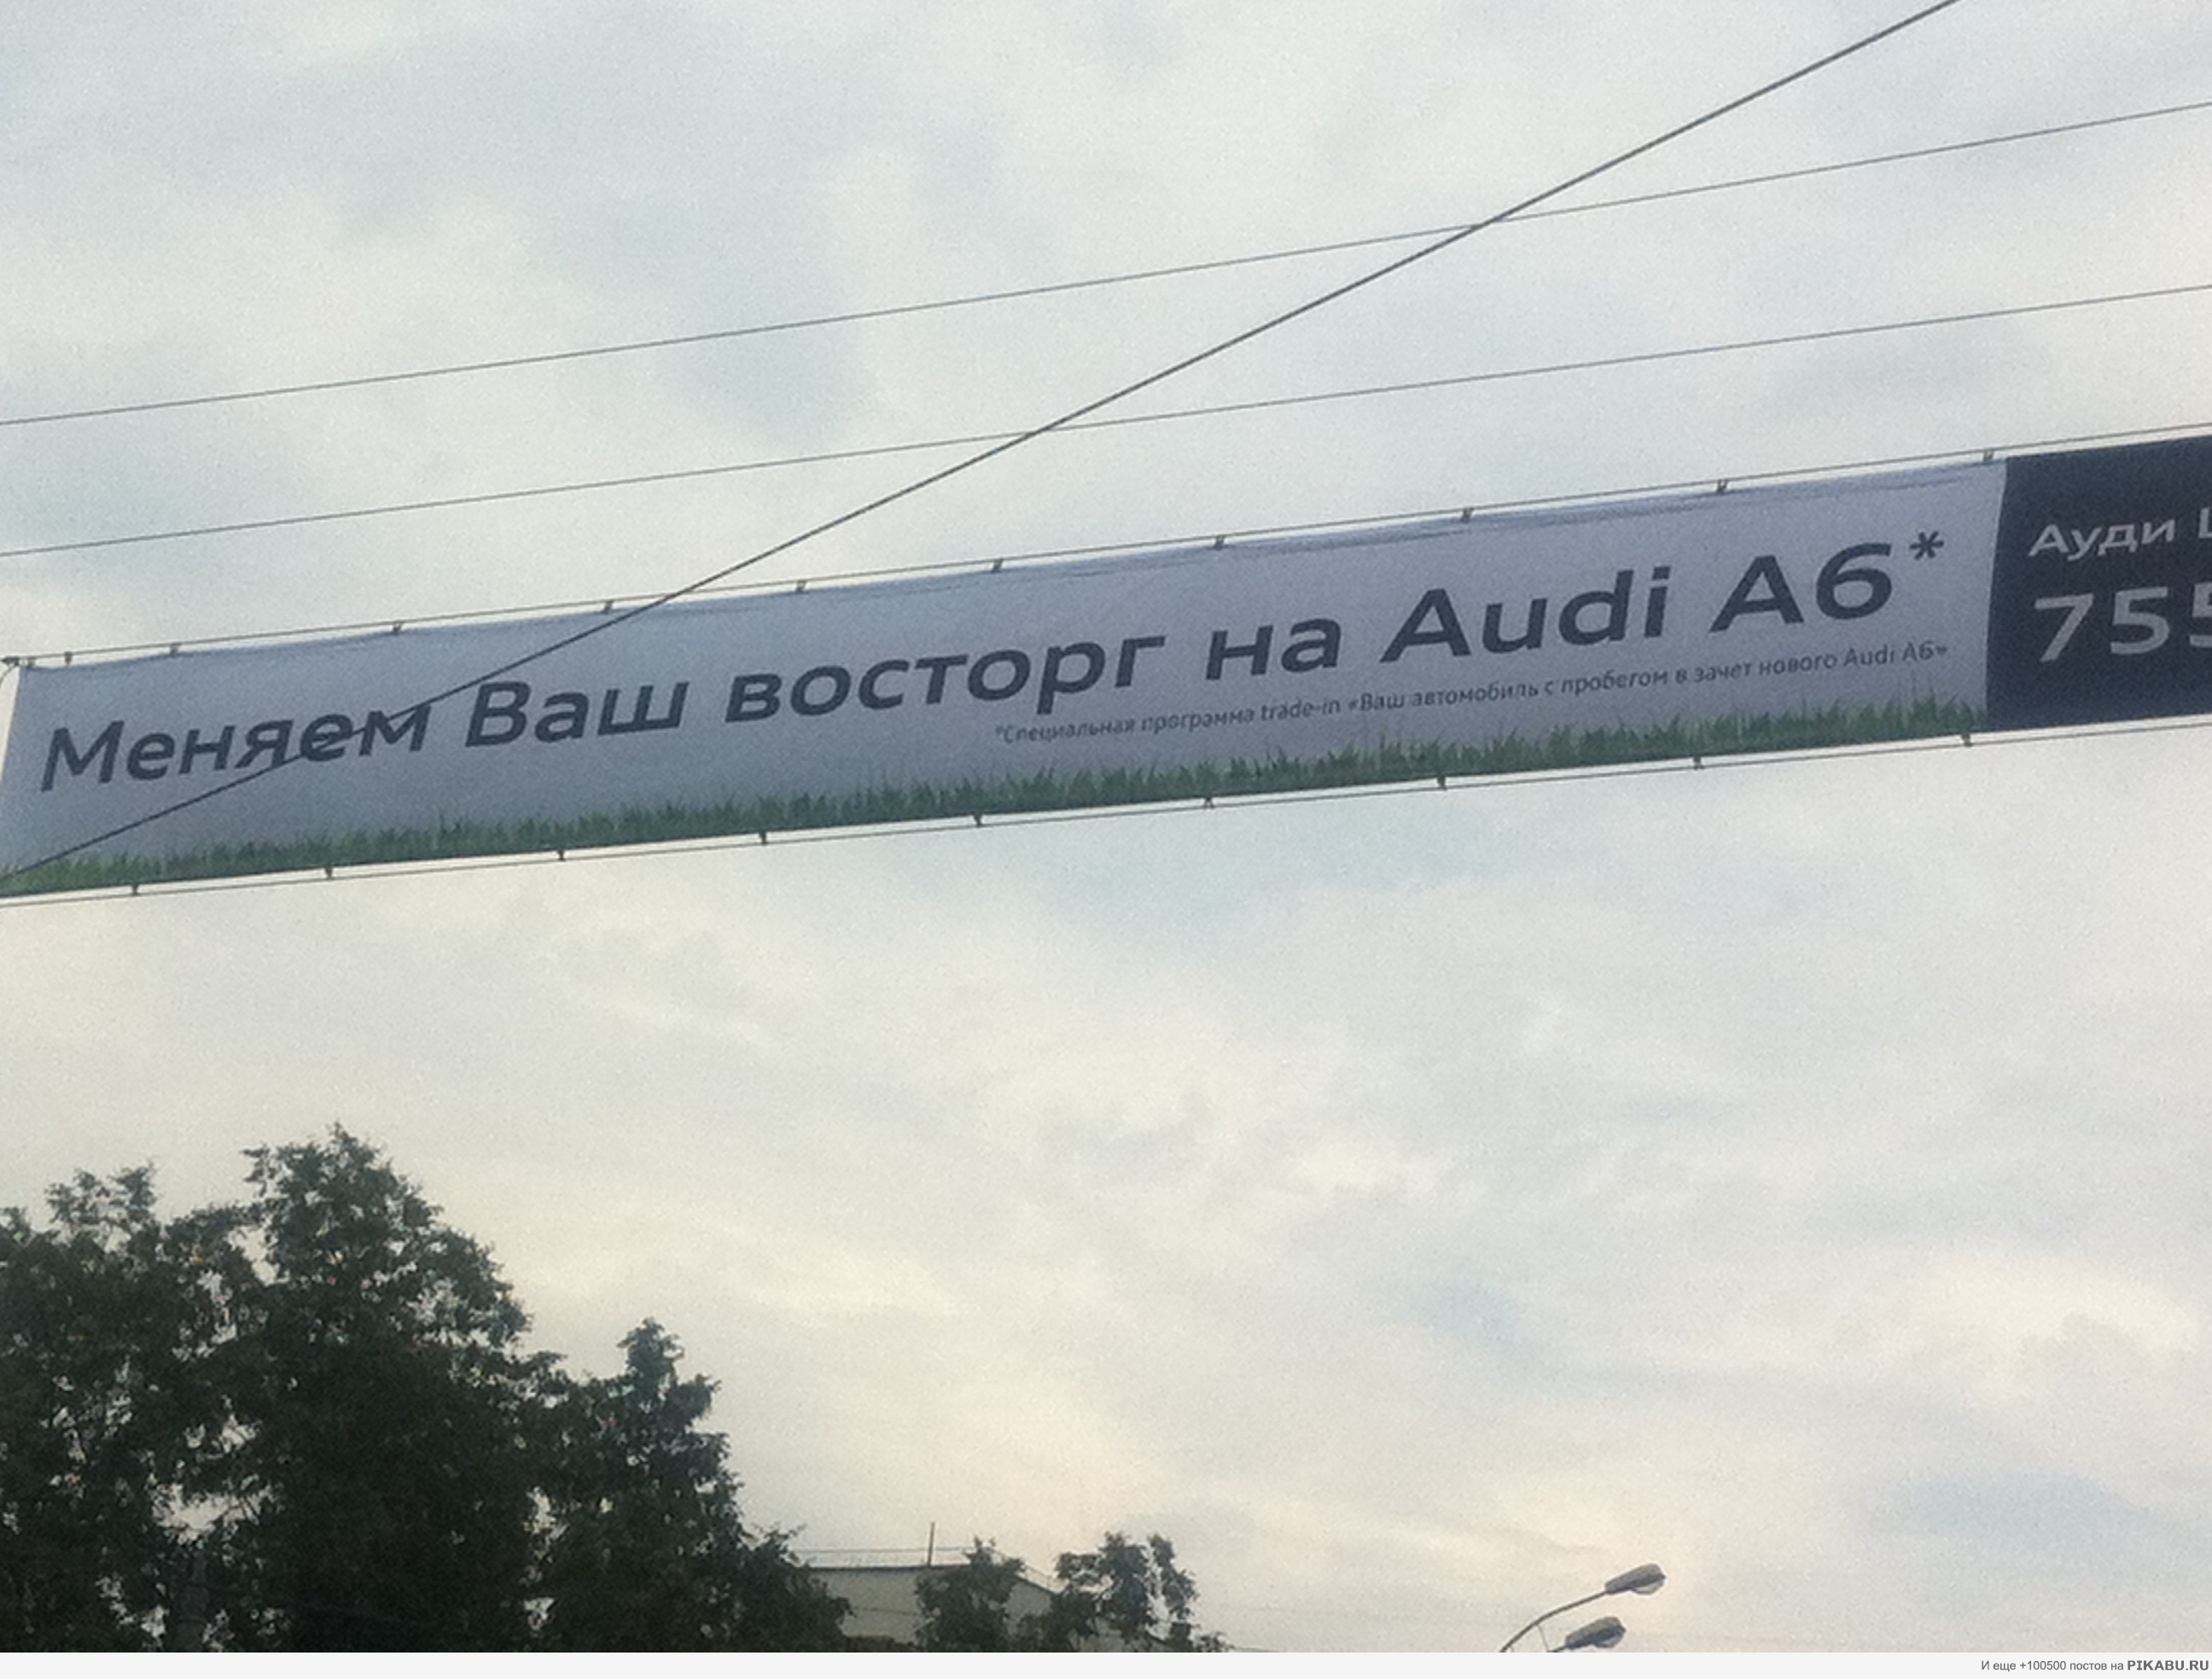 Меняем Ваш восторг на Audi A6*
*Специальная программа trade-in «Ваш автомобиль с пробегом в зачет нового Audi A6»
Ауди
755
И еще +100500 постов на PIKABU.RU